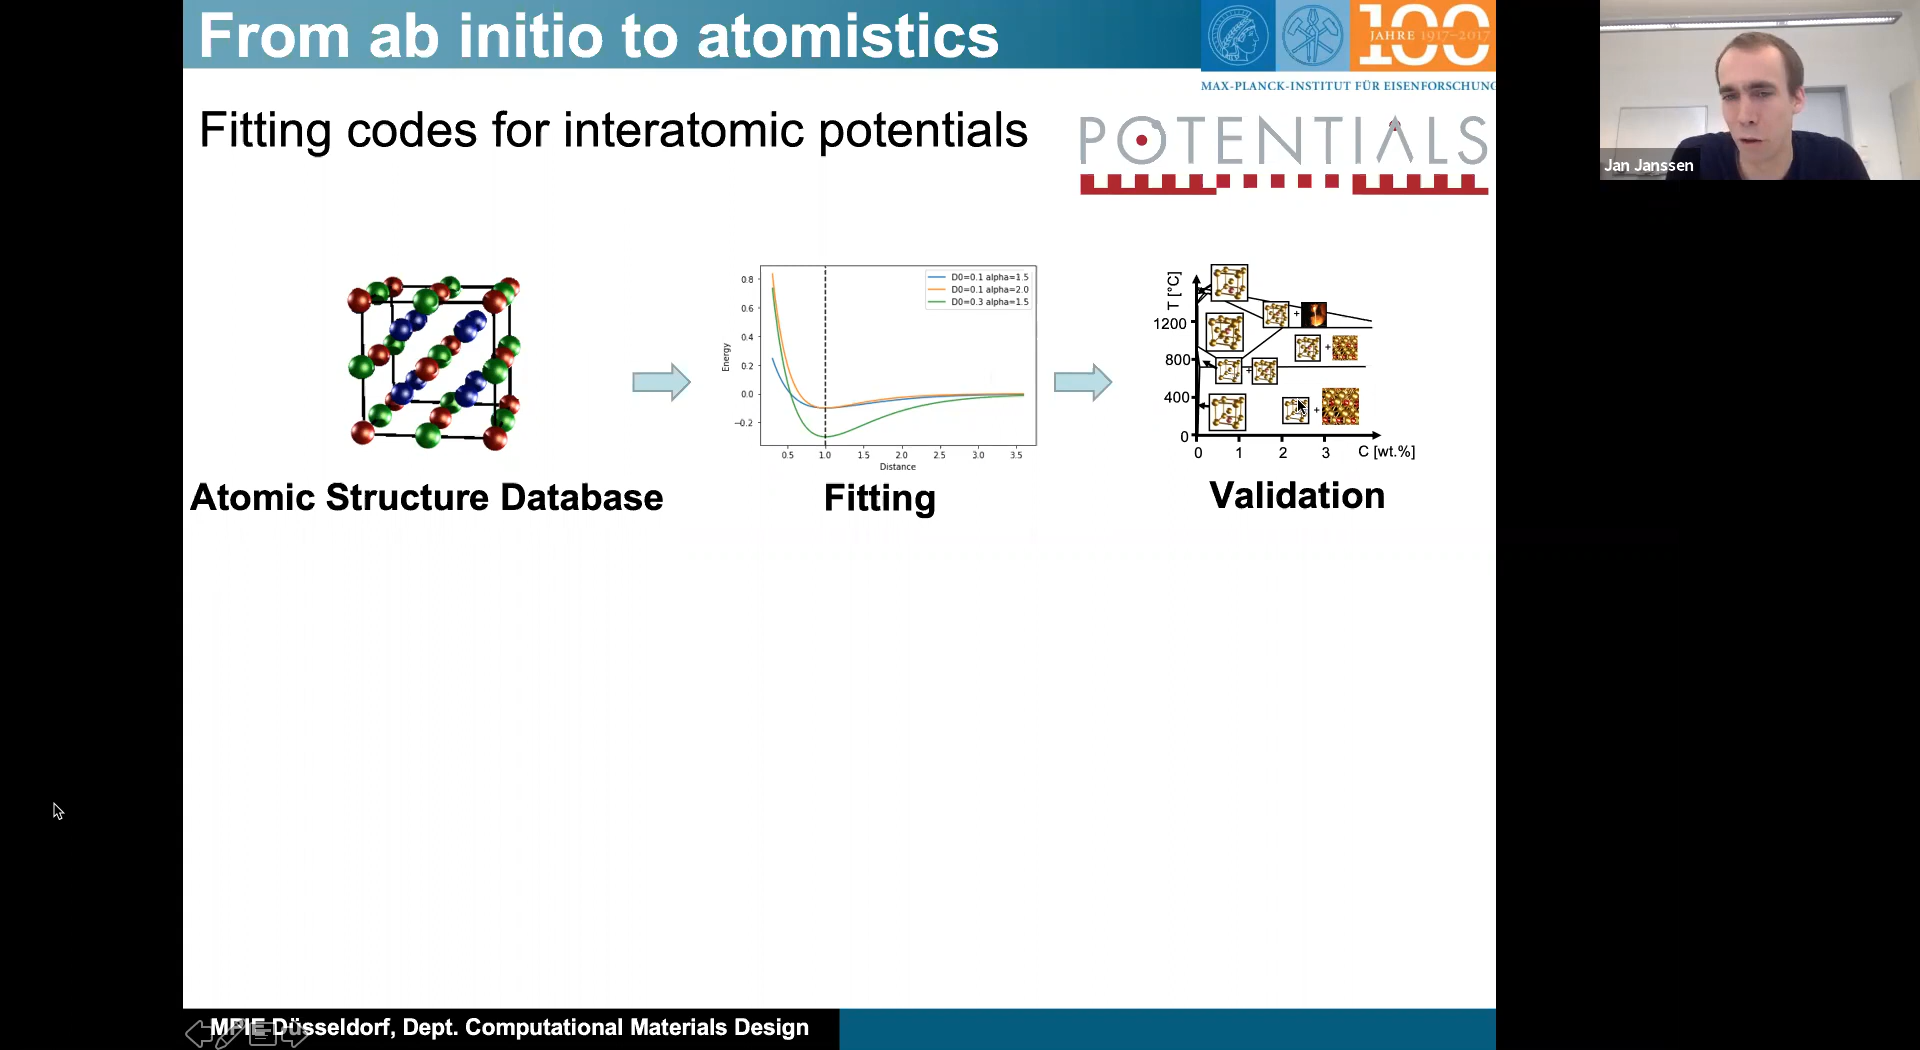 From ab initio to atomistics
100
JAHRE 1917–2017
MAX-PLANCK-INSTITUT FÜR EISENFORSCHUNG
Fitting codes for interatomic potentials
POTENTIALS
Jan Janssen
0.8
0.6
0.4
0.2
0.0
−0.2
Energy
D0=0.1 alpha=1.5
D0=0.1 alpha=2.0
D0=0.3 alpha=1.5
0.5 1.0 1.5 2.0 2.5 3.0 3.5
Distance
T [°C]
1200
800
400
0
+
+
+
+
0 1 2 3 C [wt.%]
Atomic Structure Database
Fitting
Validation
MPIE Düsseldorf, Dept. Computational Materials Design